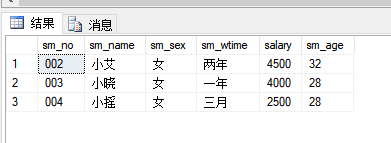 结果 消息
sm_no sm_name sm_sex sm_wtime salary sm_age
1 002 小艾 女 两年 4500 32
2 003 小晓 女 一年 4000 28
3 004 小摇 女 三月 2500 28